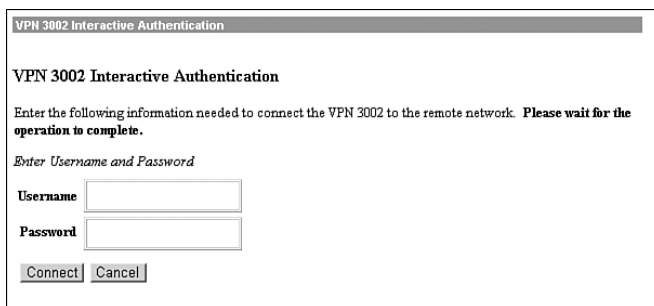 VPN 3002 Interactive Authentication
VPN 3002 Interactive Authentication
Enter the following information needed to connect the VPN 3002 to the remote network. Please wait for the
operation to complete.
Enter Username and Password
Username
Password
Connect Cancel